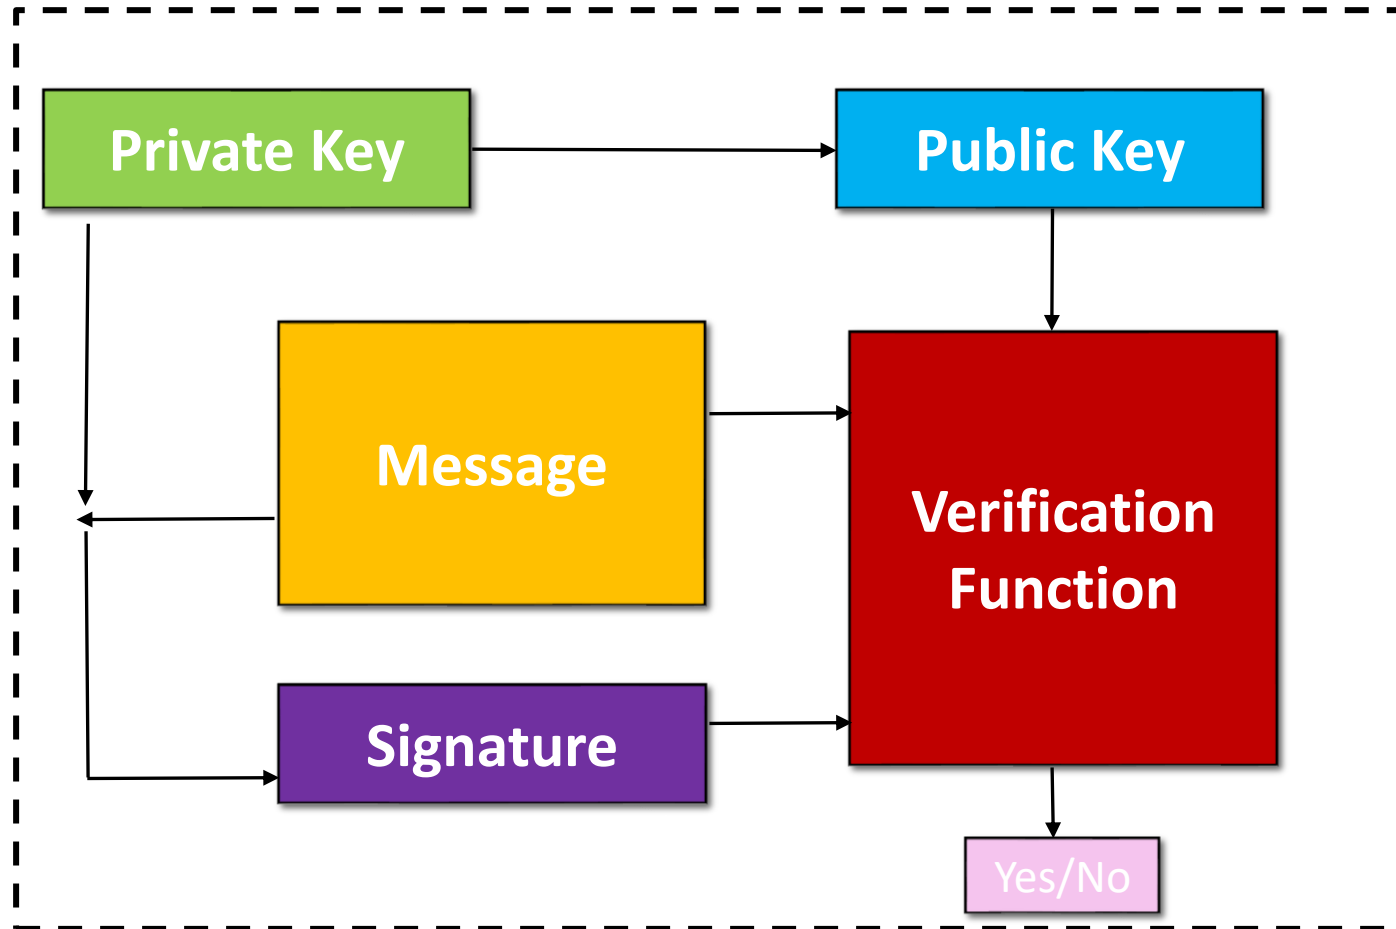 Private Key
Public Key
Message
Verification
Function
Signature
Yes/No